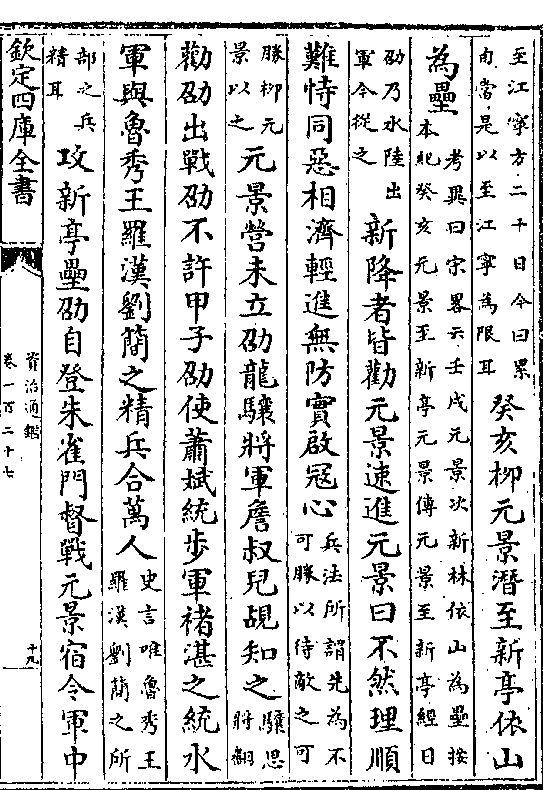 至江寧方二十日今曰累
旬當是以至江寧為限耳
癸亥柳元景潛至新亭依山
為壘
考異曰宋畧云壬戌元景次新林依山為壘按
本紀癸亥元景至新亭元景傳元景至新亭經日
劭乃水陸出
軍今從之
新降者皆勸元景速進元景曰不然理順
難恃同惡相濟輕進無防實啟寇心
兵法所謂先為不
可勝以待敵之可
勝柳元
景以之
元景營未立劭龍驤將軍詹叔兒覘知之
驤思
將翻
勸劭出戰劭不許甲子劭使蕭斌統步軍褚湛之統水
軍與魯秀王羅漢劉簡之精兵合萬人
史言唯魯秀王
羅漢劉簡之所
部之兵
精耳
攻新亭壘劭自登朱雀門督戰元景宿令軍中
欽定四庫全書
資治通鑑
卷一百二十七
十九